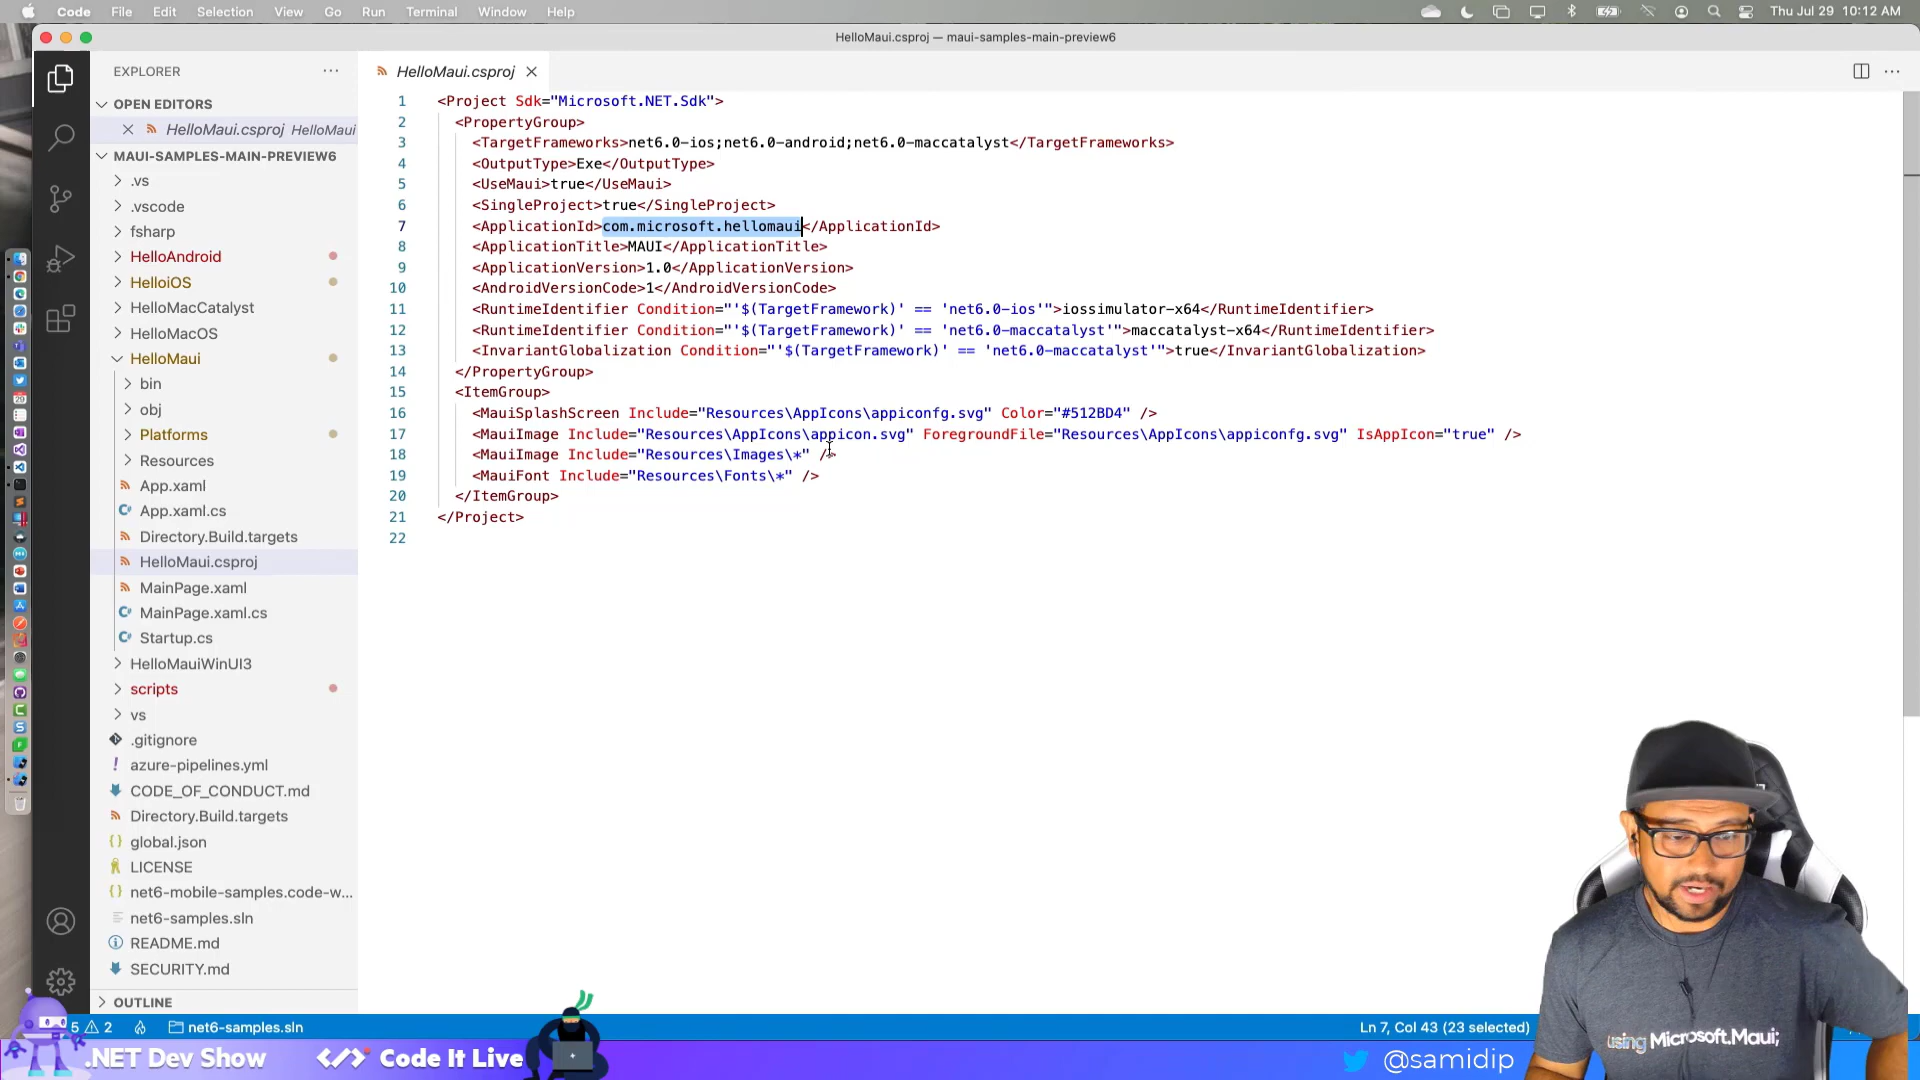 Code File Edit Selection View Go Run Terminal Window Help Thu Jul 29 10:12 AM
HelloMaui.csproj — maui-samples-main-preview6
EXPLORER
HelloMaui.csproj
OPEN EDITORS
HelloMaui.csproj HelloMaui
MAUI-SAMPLES-MAIN-PREVIEW6
.vs
.vscode
fsharp
HelloAndroid
HelloiOS
HelloMacCatalyst
HelloMacOS
HelloMaui
bin
obj
Platforms
Resources
App.xaml
App.xaml.cs
Directory.Build.targets
HelloMaui.csproj
MainPage.xaml
MainPage.xaml.cs
Startup.cs
HelloMauiWinUI3
scripts
vs
.gitignore
azure-pipelines.yml
CODE_OF_CONDUCT.md
Directory.Build.targets
global.json
LICENSE
net6-mobile-samples.code-w...
net6-samples.sln
README.md
SECURITY.md
OUTLINE
1 <Project Sdk="Microsoft.NET.Sdk">
2 <PropertyGroup>
3 <TargetFrameworks>net6.0-ios;net6.0-android;net6.0-maccatalyst</TargetFrameworks>
4 <OutputType>Exe</OutputType>
5 <UseMaui>true</UseMaui>
6 <SingleProject>true</SingleProject>
7 <ApplicationId>com.microsoft.hellomaui</ApplicationId>
8 <ApplicationTitle>MAUI</ApplicationTitle>
9 <ApplicationVersion>1.0</ApplicationVersion>
10 <AndroidVersionCode>1</AndroidVersionCode>
11 <RuntimeIdentifier Condition="'$(TargetFramework)' == 'net6.0-ios'">iossimulator-x64</RuntimeIdentifier>
12 <RuntimeIdentifier Condition="'$(TargetFramework)' == 'net6.0-maccatalyst'">maccatalyst-x64</RuntimeIdentifier>
13 <InvariantGlobalization Condition="'$(TargetFramework)' == 'net6.0-maccatalyst'">true</InvariantGlobalization>
14 </PropertyGroup>
15 <ItemGroup>
16 <MauiSplashScreen Include="Resources\AppIcons\appiconfg.svg" Color="#512BD4" />
17 <MauiImage Include="Resources\AppIcons\appicon.svg" ForegroundFile="Resources\AppIcons\appiconfg.svg" IsAppIcon="true" />
18 <MauiImage Include="Resources\Images\*" />
19 <MauiFont Include="Resources\Fonts\*" />
20 </ItemGroup>
21 </Project>
22
5 2 net6-samples.sln Ln 7, Col 43 (23 selected)
using Microsoft.Maui;
.NET Dev Show Code It Live @samidip